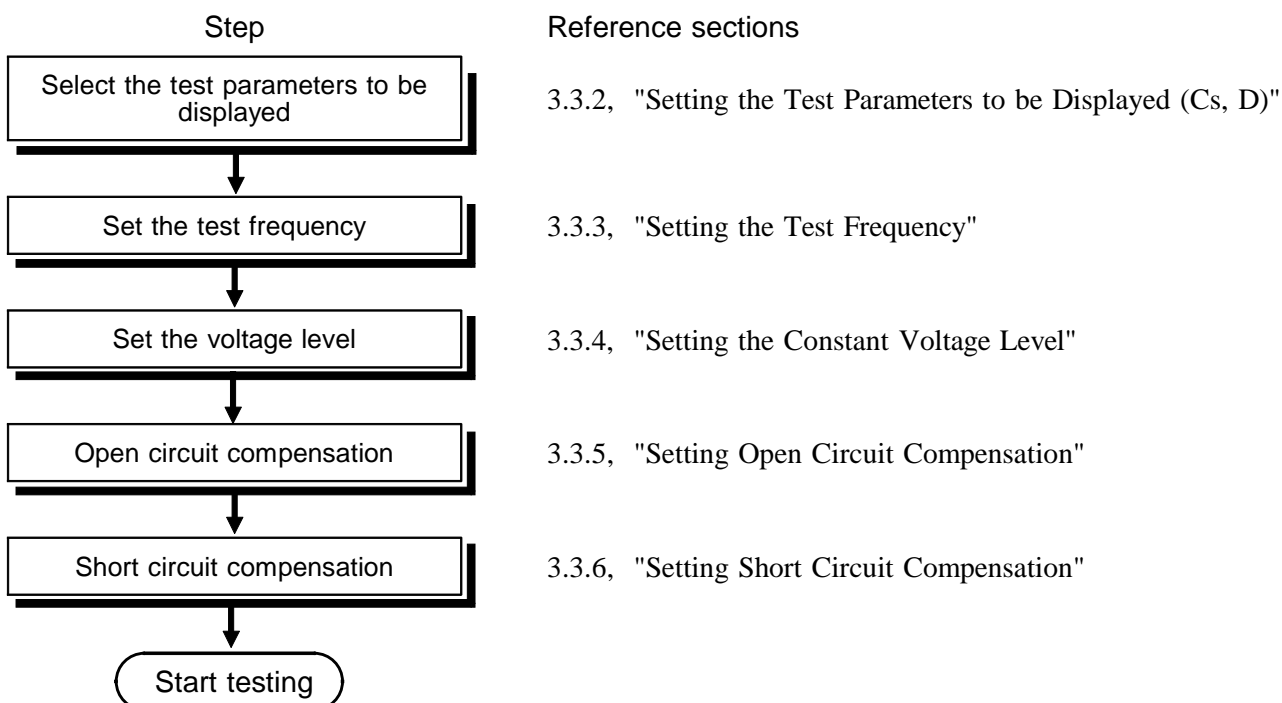 Step Reference sections
Select the test parameters to be
displayed
3.3.2, "Setting the Test Parameters to be Displayed (Cs, D)"
Set the test frequency
3.3.3, "Setting the Test Frequency"
Set the voltage level
3.3.4, "Setting the Constant Voltage Level"
Open circuit compensation
3.3.5, "Setting Open Circuit Compensation"
Short circuit compensation
3.3.6, "Setting Short Circuit Compensation"
Start testing